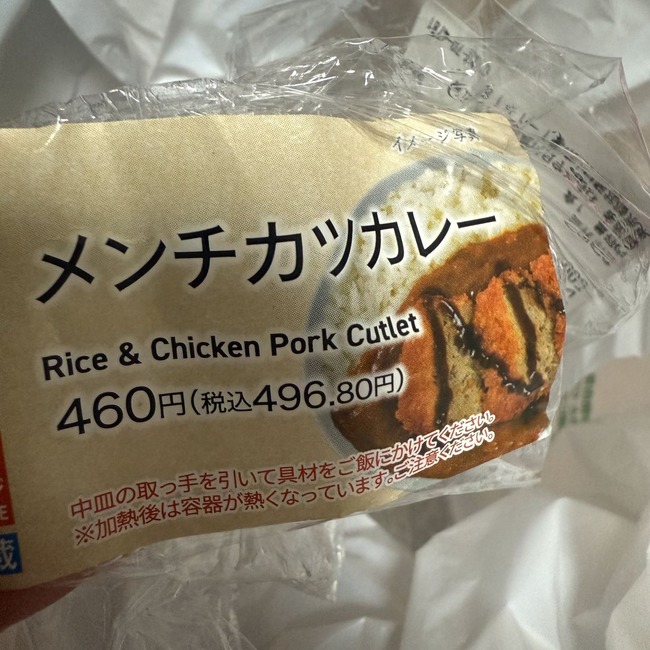 イメージ写真
メンチカツカレー
Rice & Chicken Pork Cutlet
460円(税込496.80円)
中皿の取っ手を引いて具材をご飯にかけてください。
※加熱後は容器が熱くなっています。ご注意ください。
蔵